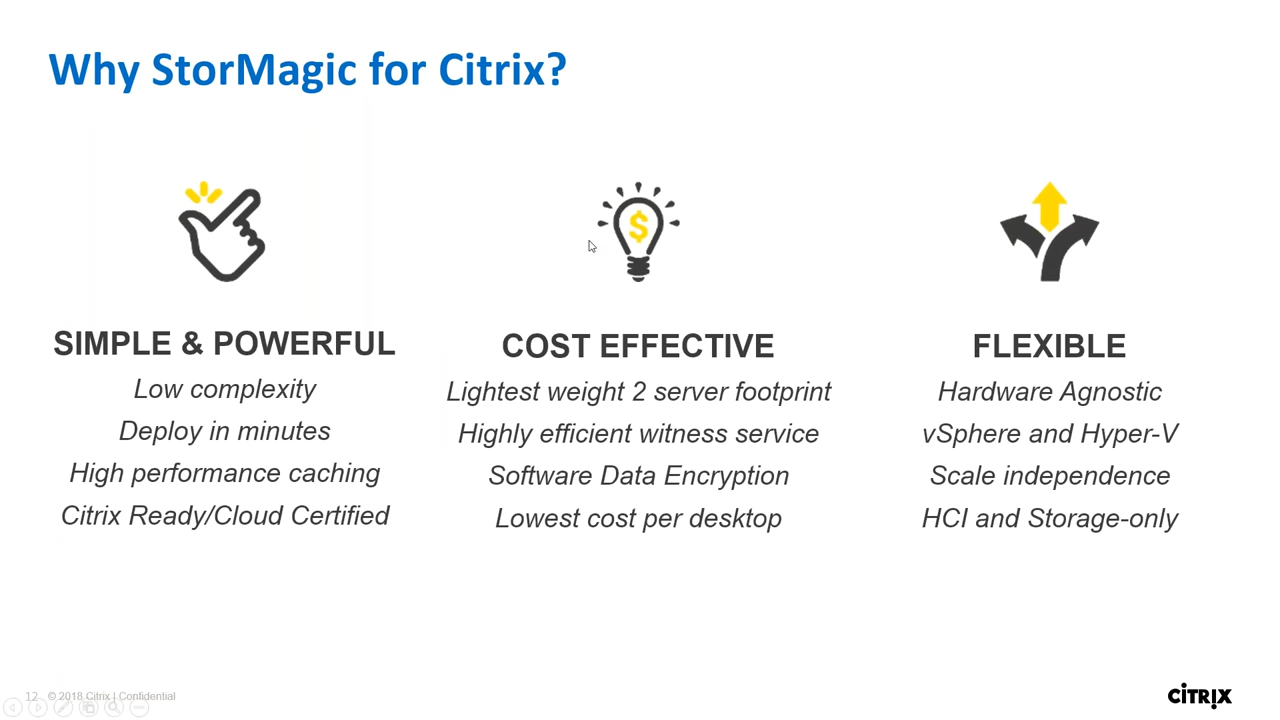 Why StorMagic for Citrix?
$
SIMPLE & POWERFUL
Low complexity
Deploy in minutes
High performance caching
Citrix Ready/Cloud Certified
COST EFFECTIVE
Lightest weight 2 server footprint
Highly efficient witness service
Software Data Encryption
Lowest cost per desktop
FLEXIBLE
Hardware Agnostic
vSphere and Hyper-V
Scale independence
HCI and Storage-only
12 © 2018 Citrix | Confidential
CITRIX